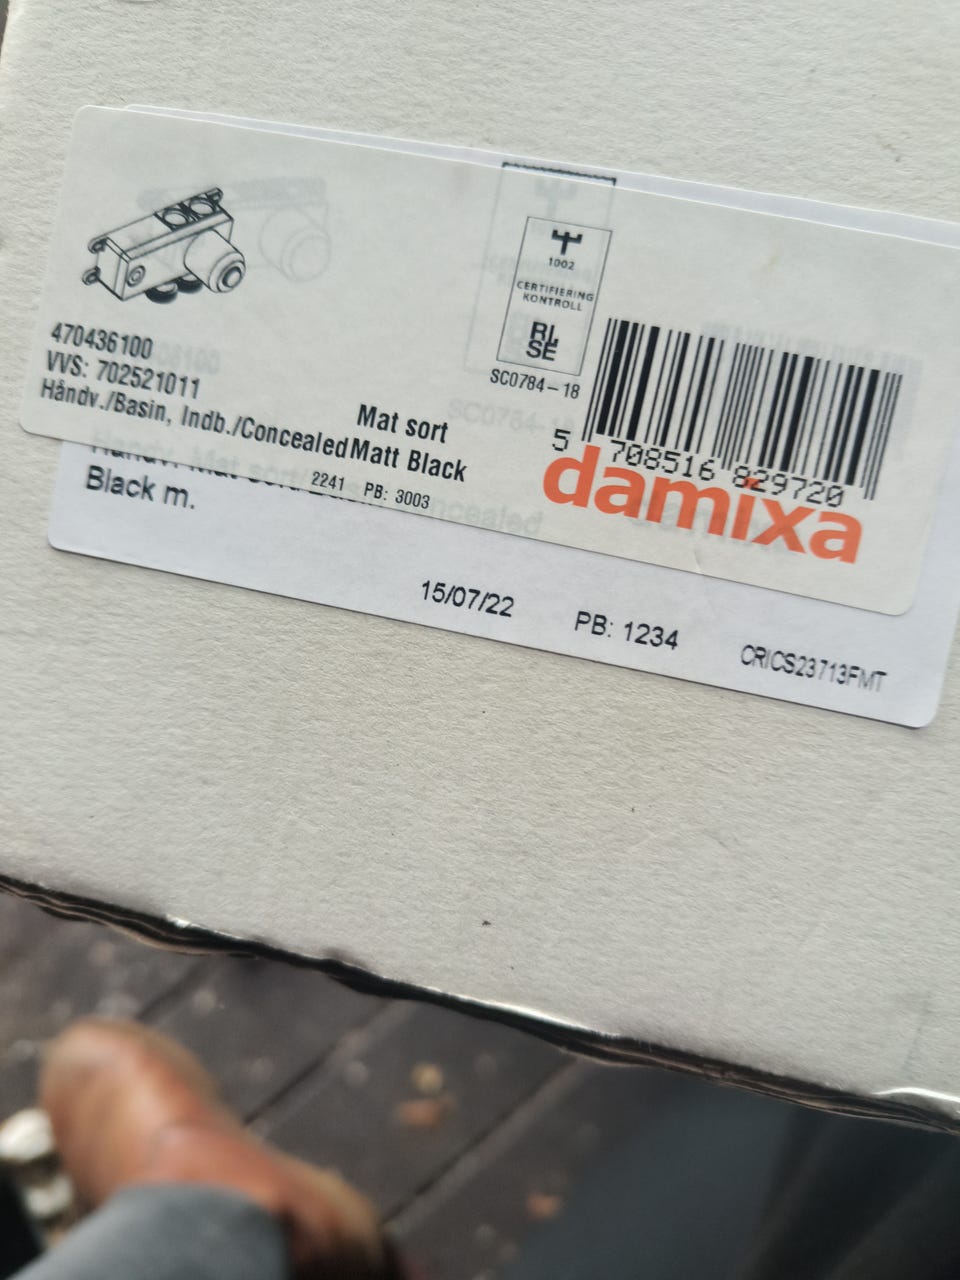 1002
CERTIFIERING
KONTROLL
RI.
SE
SC0784-18
470436100
VVS: 702521011
Håndv./Basin, Indb./Concealed
Mat sort
Matt Black
2241 PB: 3003
5 708516 829720
damixa
Black m.
15/07/22 PB: 1234 CRICS23713FMT